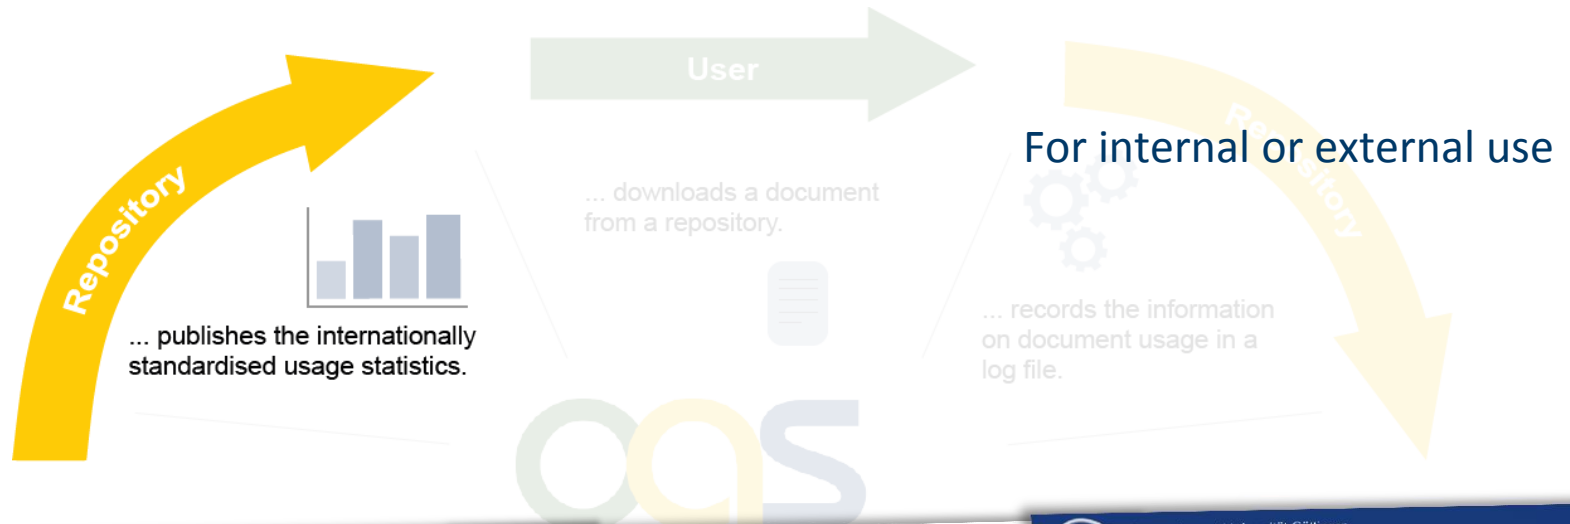 User
Repository
For internal or external use
Repository
... downloads a document
from a repository.
... publishes the internationally
standardised usage statistics.
... records the information
on document usage in a
log file.
oas